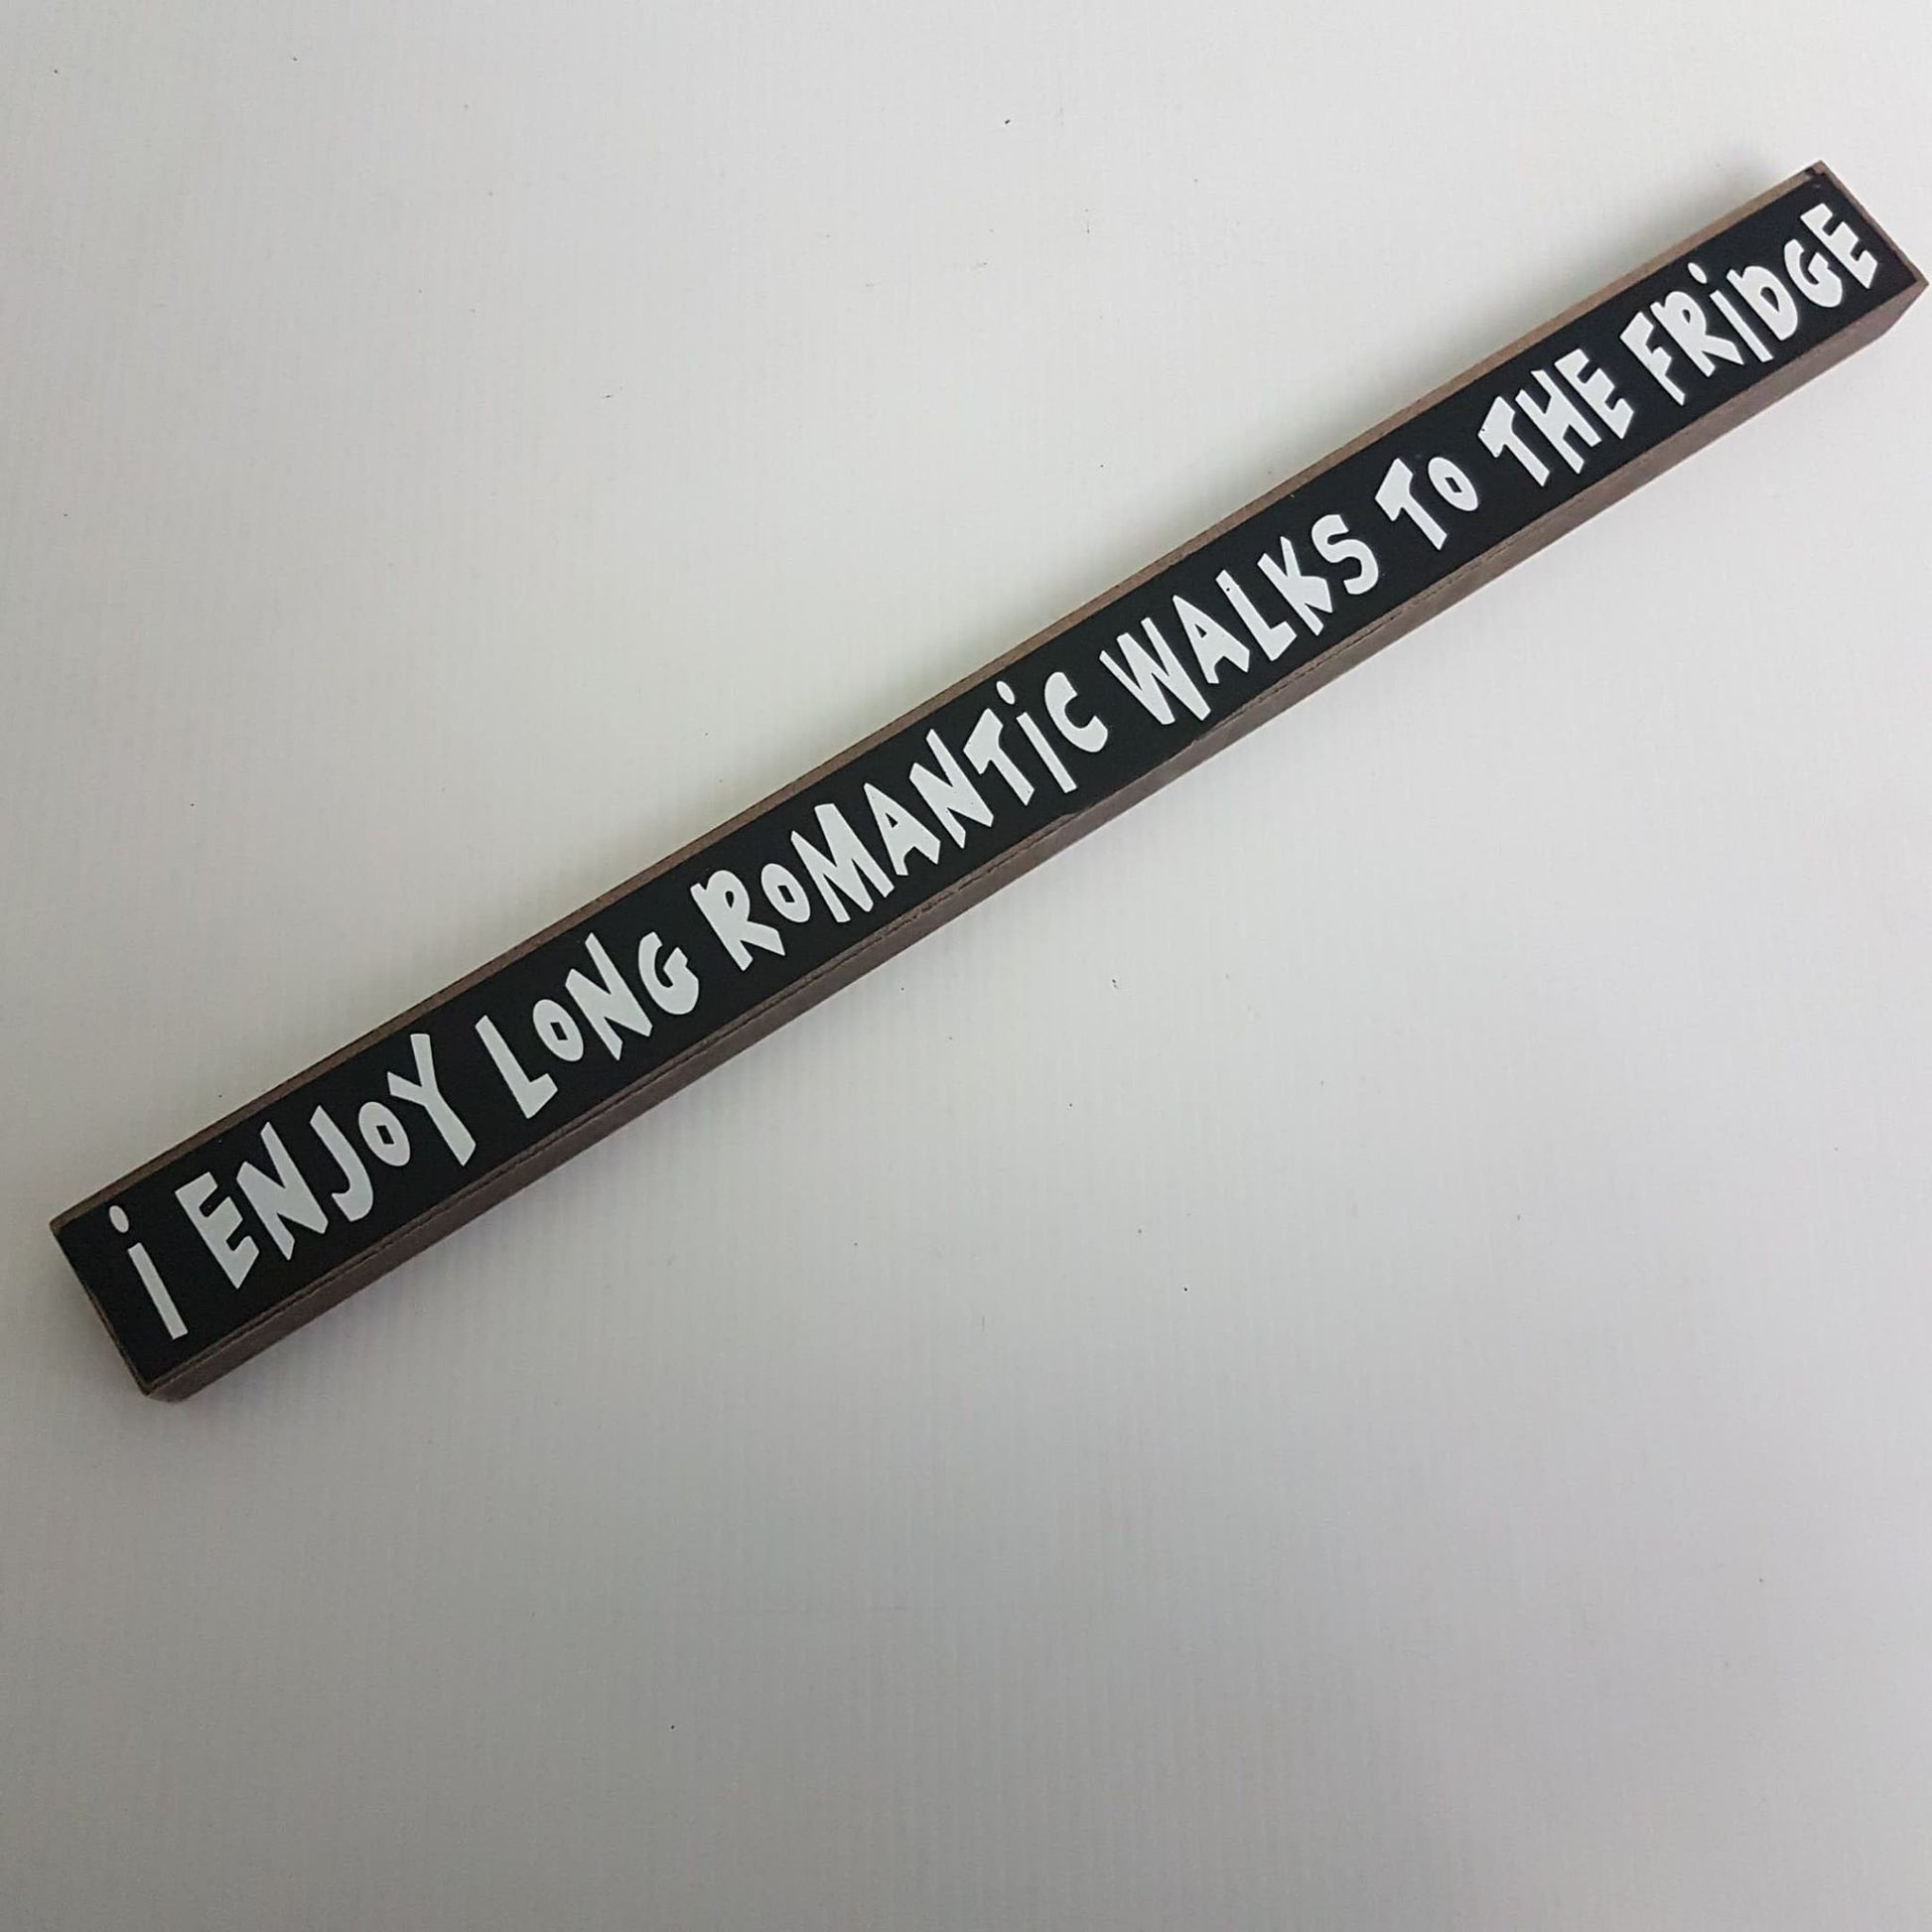 i ENJOY LONG ROMANTiC WALKS TO THE FRiDGE